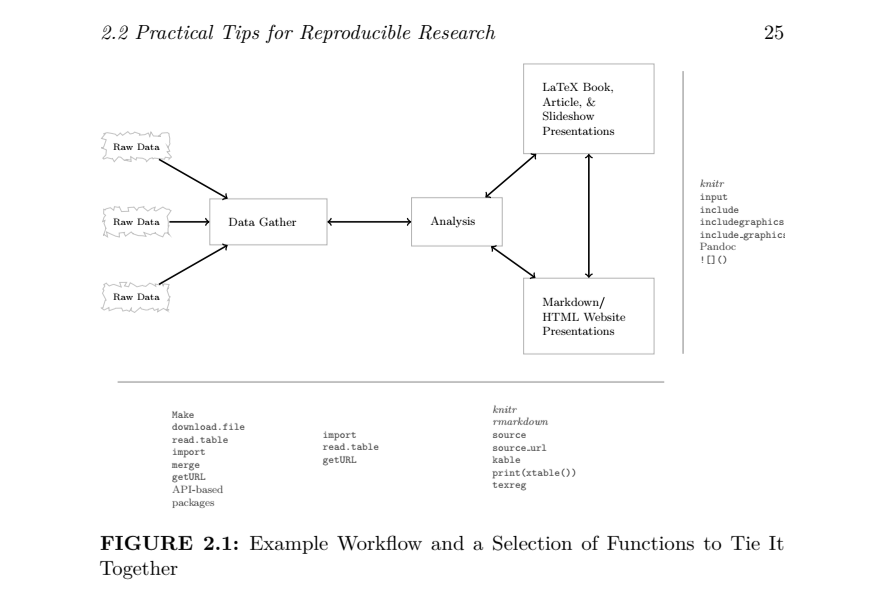 2.2 Practical Tips for Reproducible Research 25
LaTeX Book,
Article, &
Slideshow
Presentations
Raw Data
Raw Data
Raw Data
Data Gather
Analysis
Markdown/
HTML Website
Presentations
knitr
input
include
includegraphics
include_graphics
Pandoc
![]()
Make
download.file
read.table
import
merge
getURL
API-based
packages
import
read.table
getURL
knitr
rmarkdown
source
source_url
kable
print(xtable())
texreg
FIGURE 2.1: Example Workflow and a Selection of Functions to Tie It
Together